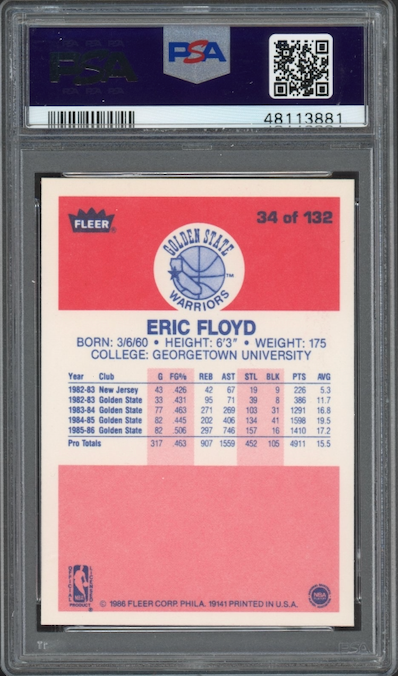 PSA
PSA
48113881
FLEER
34 of 132
GOLDEN STATE
WARRIORS
TM
ERIC FLOYD
BORN: 3/6/60 • HEIGHT: 6'3" • WEIGHT: 175
COLLEGE: GEORGETOWN UNIVERSITY
Year Club G FG% REB AST STL BLK PTS AVG
1982-83 New Jersey 43 .426 42 67 19 9 226 5.3
1982-83 Golden State 33 .431 95 71 39 8 386 11.7
1983-84 Golden State 77 .463 271 269 103 31 1291 16.8
1984-85 Golden State 82 .445 202 406 134 41 1598 19.5
1985-86 Golden State 82 .506 297 746 157 16 1410 17.2
Pro Totals 317 .463 907 1559 452 105 4911 15.5
© 1986 FLEER CORP. PHILA. 19141 PRINTED IN U.S.A.